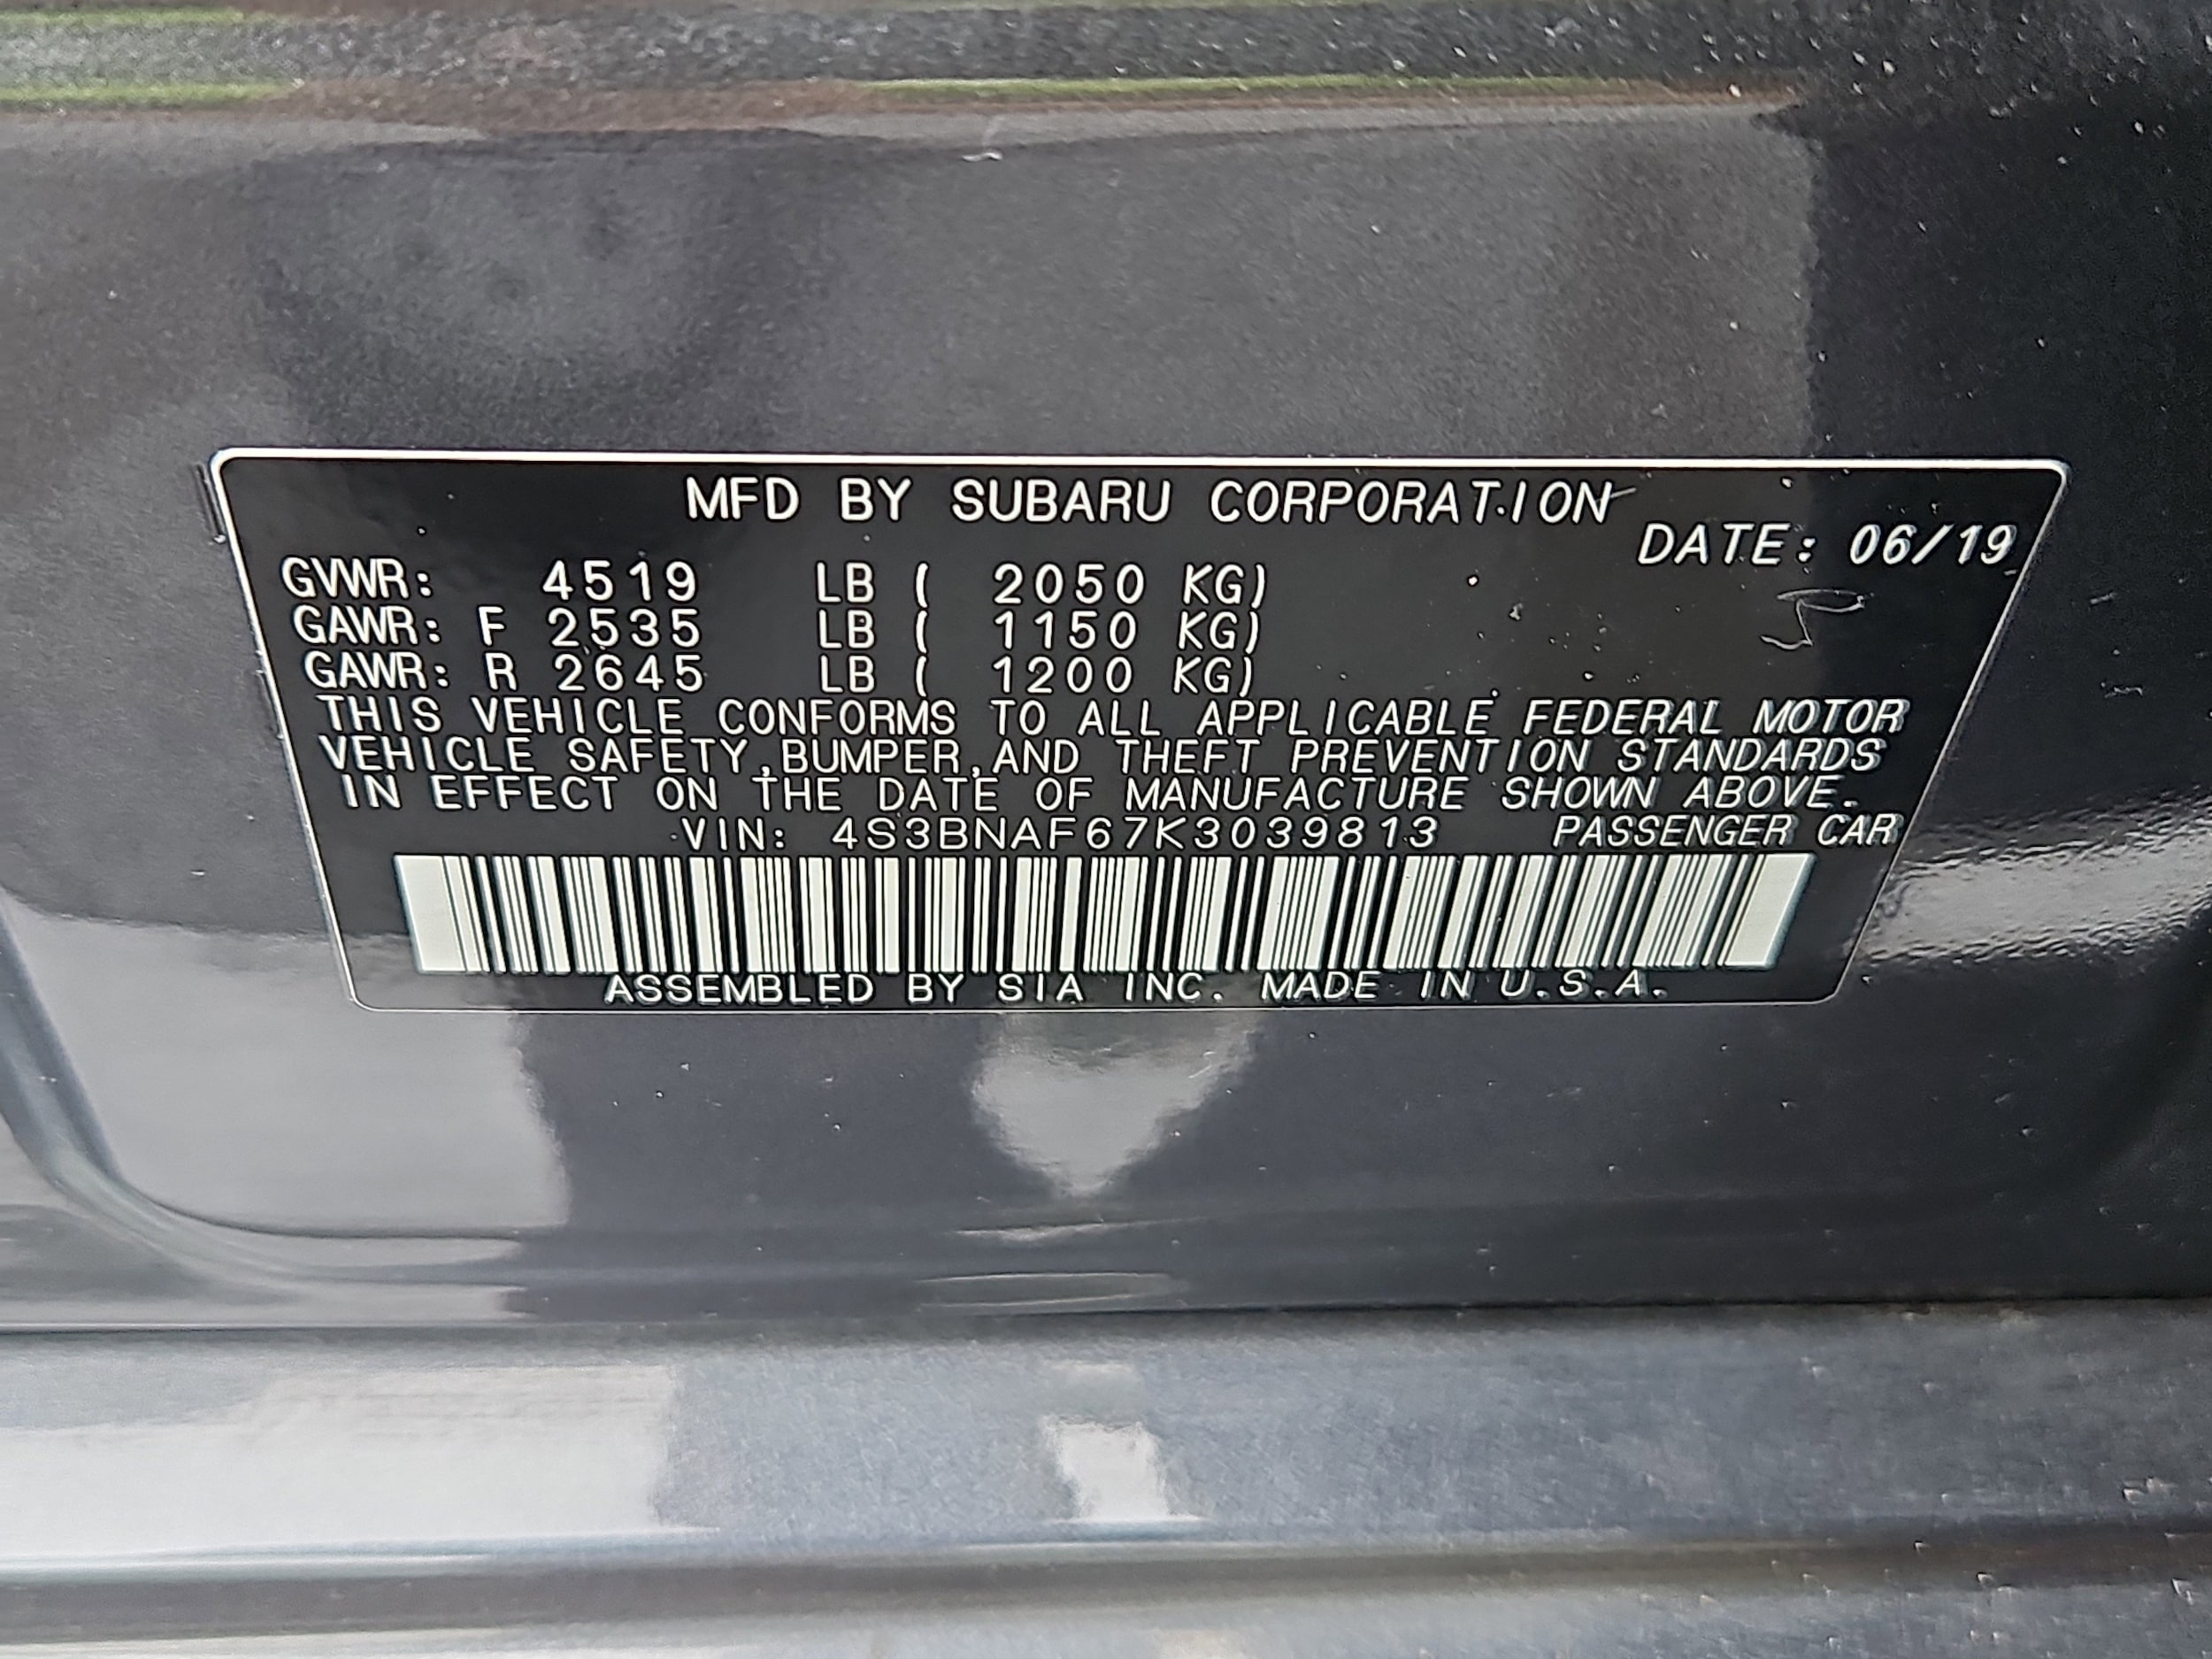 MFD BY SUBARU CORPORATION
DATE: 06/19
GVWR: 4519 LB ( 2050 KG)
GAWR: F 2535 LB ( 1150 KG)
GAWR: R 2645 LB ( 1200 KG)
THIS VEHICLE CONFORMS TO ALL APPLICABLE FEDERAL MOTOR
VEHICLE SAFETY,BUMPER,AND THEFT PREVENTION STANDARDS
IN EFFECT ON THE DATE OF MANUFACTURE SHOWN ABOVE.
VIN: 4S3BNAF67K3039813 PASSENGER CAR
ASSEMBLED BY SIA INC. MADE IN U.S.A.